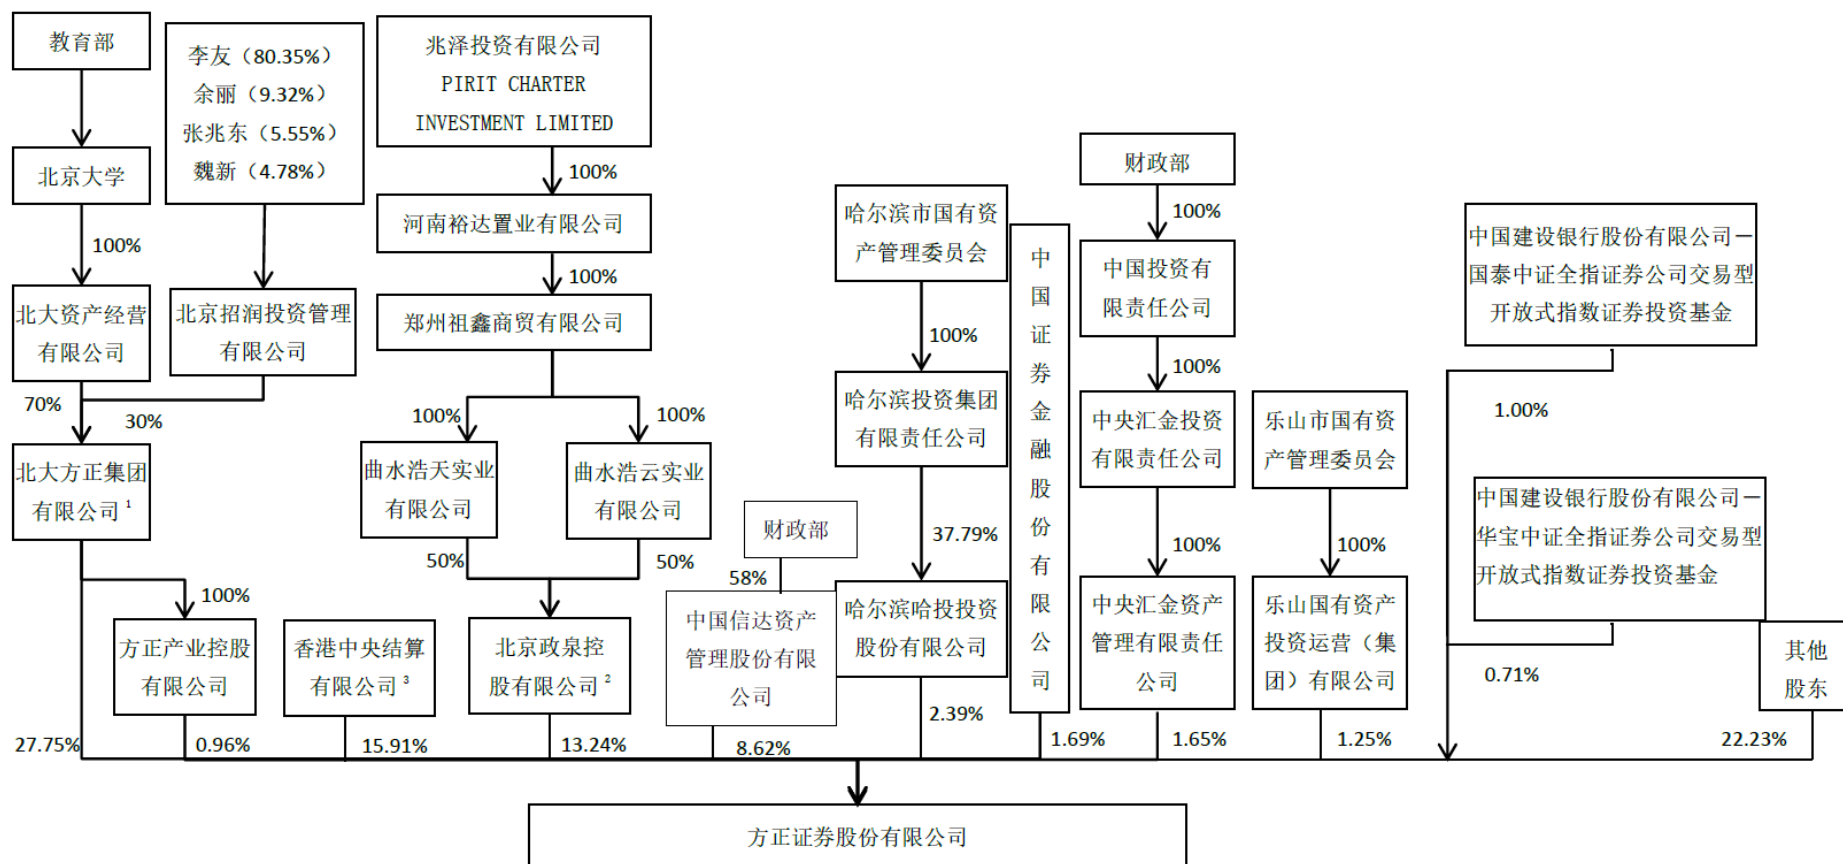 教育部
李友（80.35%）
余丽（9.32%）
张兆东（5.55%）
魏新（4.78%）
兆泽投资有限公司
PIRIT CHARTER
INVESTMENT LIMITED
北京大学
100%
财政部
100%
河南裕达置业有限公司
100%
哈尔滨市国有资
产管理委员会
中国证券金融股份有限公司
100%
中国投资有
限责任公司
中国建设银行股份有限公司－
国泰中证全指证券公司交易型
开放式指数证券投资基金
北大资产经营
有限公司
北京招润投资管理
有限公司
郑州祖鑫商贸有限公司
100%
100%
70%
30%
100%
100%
哈尔滨投资集团
有限责任公司
中央汇金投资
有限责任公司
乐山市国有资
产管理委员会
1.00%
北大方正集团
有限公司1
曲水浩天实业
有限公司
曲水浩云实业
有限公司
财政部
37.79%
100%
100%
中国建设银行股份有限公司－
华宝中证全指证券公司交易型
开放式指数证券投资基金
50%
50%
58%
100%
方正产业控股
有限公司
香港中央结算
有限公司3
北京政泉控
股有限公司2
中国信达资产
管理股份有限
公司
哈尔滨哈投投资
股份有限公司
中央汇金资产
管理有限责任
公司
乐山国有资产
投资运营（集
团）有限公司
0.71%
其他
股东
27.75%
0.96%
15.91%
13.24%
8.62%
2.39%
1.69%
1.65%
1.25%
22.23%
方正证券股份有限公司